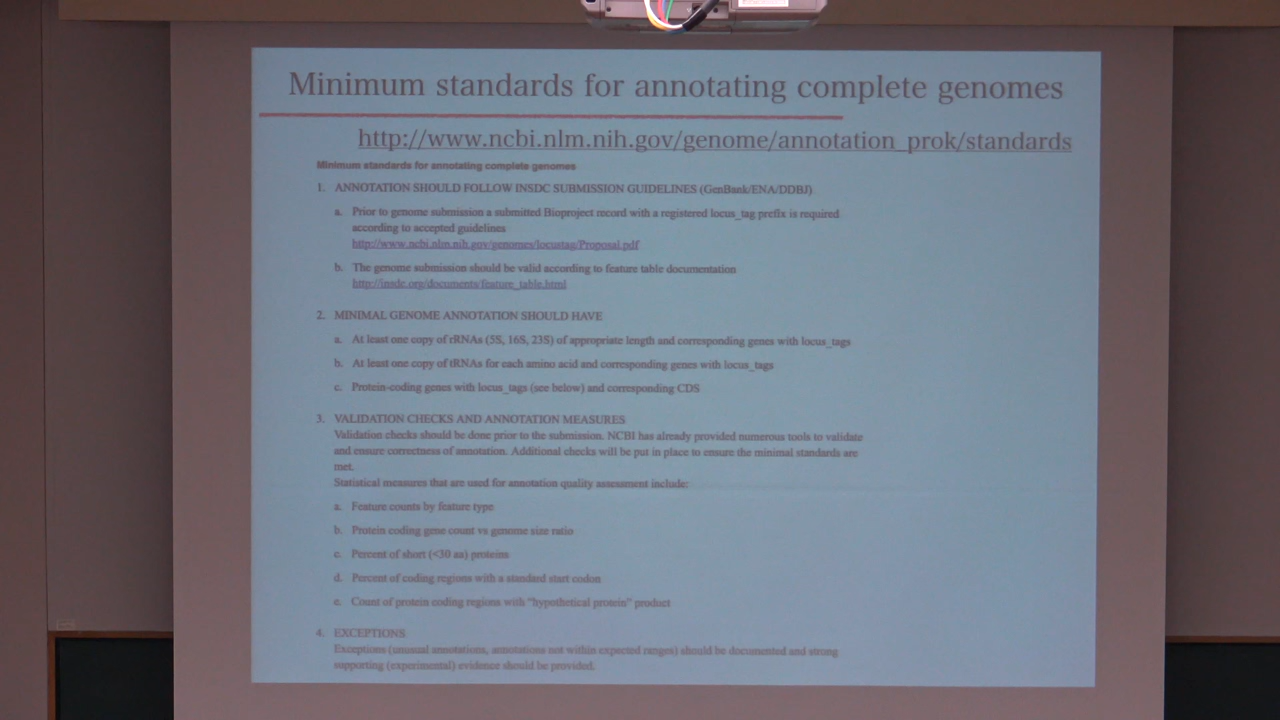 Minimum standards for annotating complete genomes
http://www.ncbi.nlm.nih.gov/genome/annotation_prok/standards
Minimum standards for annotating complete genomes
1. ANNOTATION SHOULD FOLLOW INSDC SUBMISSION GUIDELINES (GenBank/ENA/DDBJ)
a. Prior to genome submission a submitted Bioproject record with a registered locus_tag prefix is required
according to accepted guidelines
http://www.ncbi.nlm.nih.gov/genomes/locustag/Proposal.pdf
b. The genome submission should be valid according to feature table documentation
http://insdc.org/documents/feature_table.html
2. MINIMAL GENOME ANNOTATION SHOULD HAVE
a. At least one copy of rRNAs (5S, 16S, 23S) of appropriate length and corresponding genes with locus_tags
b. At least one copy of tRNAs for each amino acid and corresponding genes with locus_tags
c. Protein-coding genes with locus_tags (see below) and corresponding CDS
3. VALIDATION CHECKS AND ANNOTATION MEASURES
Validation checks should be done prior to the submission. NCBI has already provided numerous tools to validate
and ensure correctness of annotation. Additional checks will be put in place to ensure the minimal standards are
met.
Statistical measures that are used for annotation quality assessment include:
a. Feature counts by feature type
b. Protein coding gene count vs genome size ratio
c. Percent of short (<30 aa) proteins
d. Percent of coding regions with a standard start codon
e. Count of protein coding regions with "hypothetical protein" product
4. EXCEPTIONS
Exceptions (unusual annotations, annotations not within expected ranges) should be documented and strong
supporting (experimental) evidence should be provided.